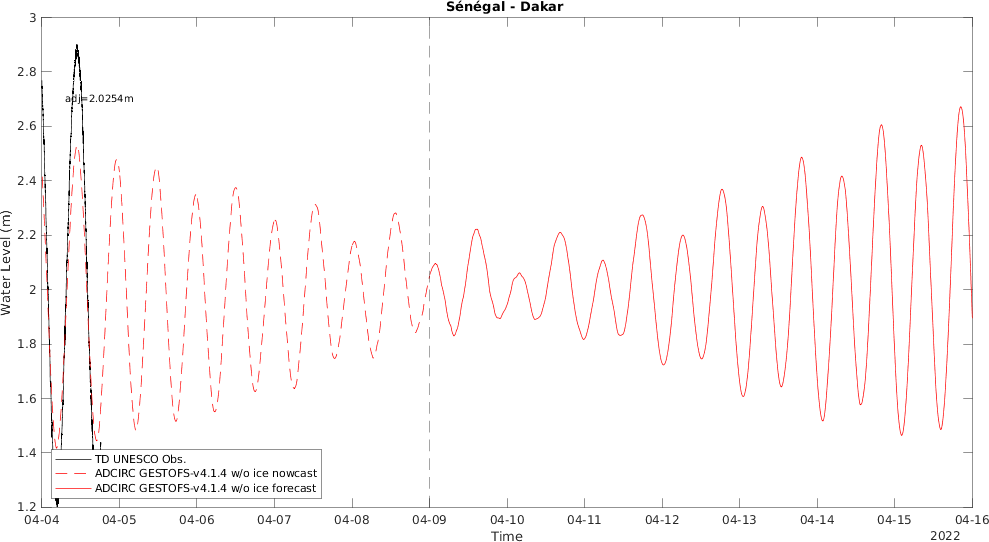 Sénégal - Dakar
3
2.8
adj=2.0254m
2.6
2.4
2.2
Water Level (m)
2
1.8
1.6
1.4
1.2
TD UNESCO Obs.
ADCIRC GESTOFS-v4.1.4 w/o ice nowcast
ADCIRC GESTOFS-v4.1.4 w/o ice forecast
04-04 04-05 04-06 04-07 04-08 04-09 04-10 04-11 04-12 04-13 04-14 04-15 04-16
Time
2022